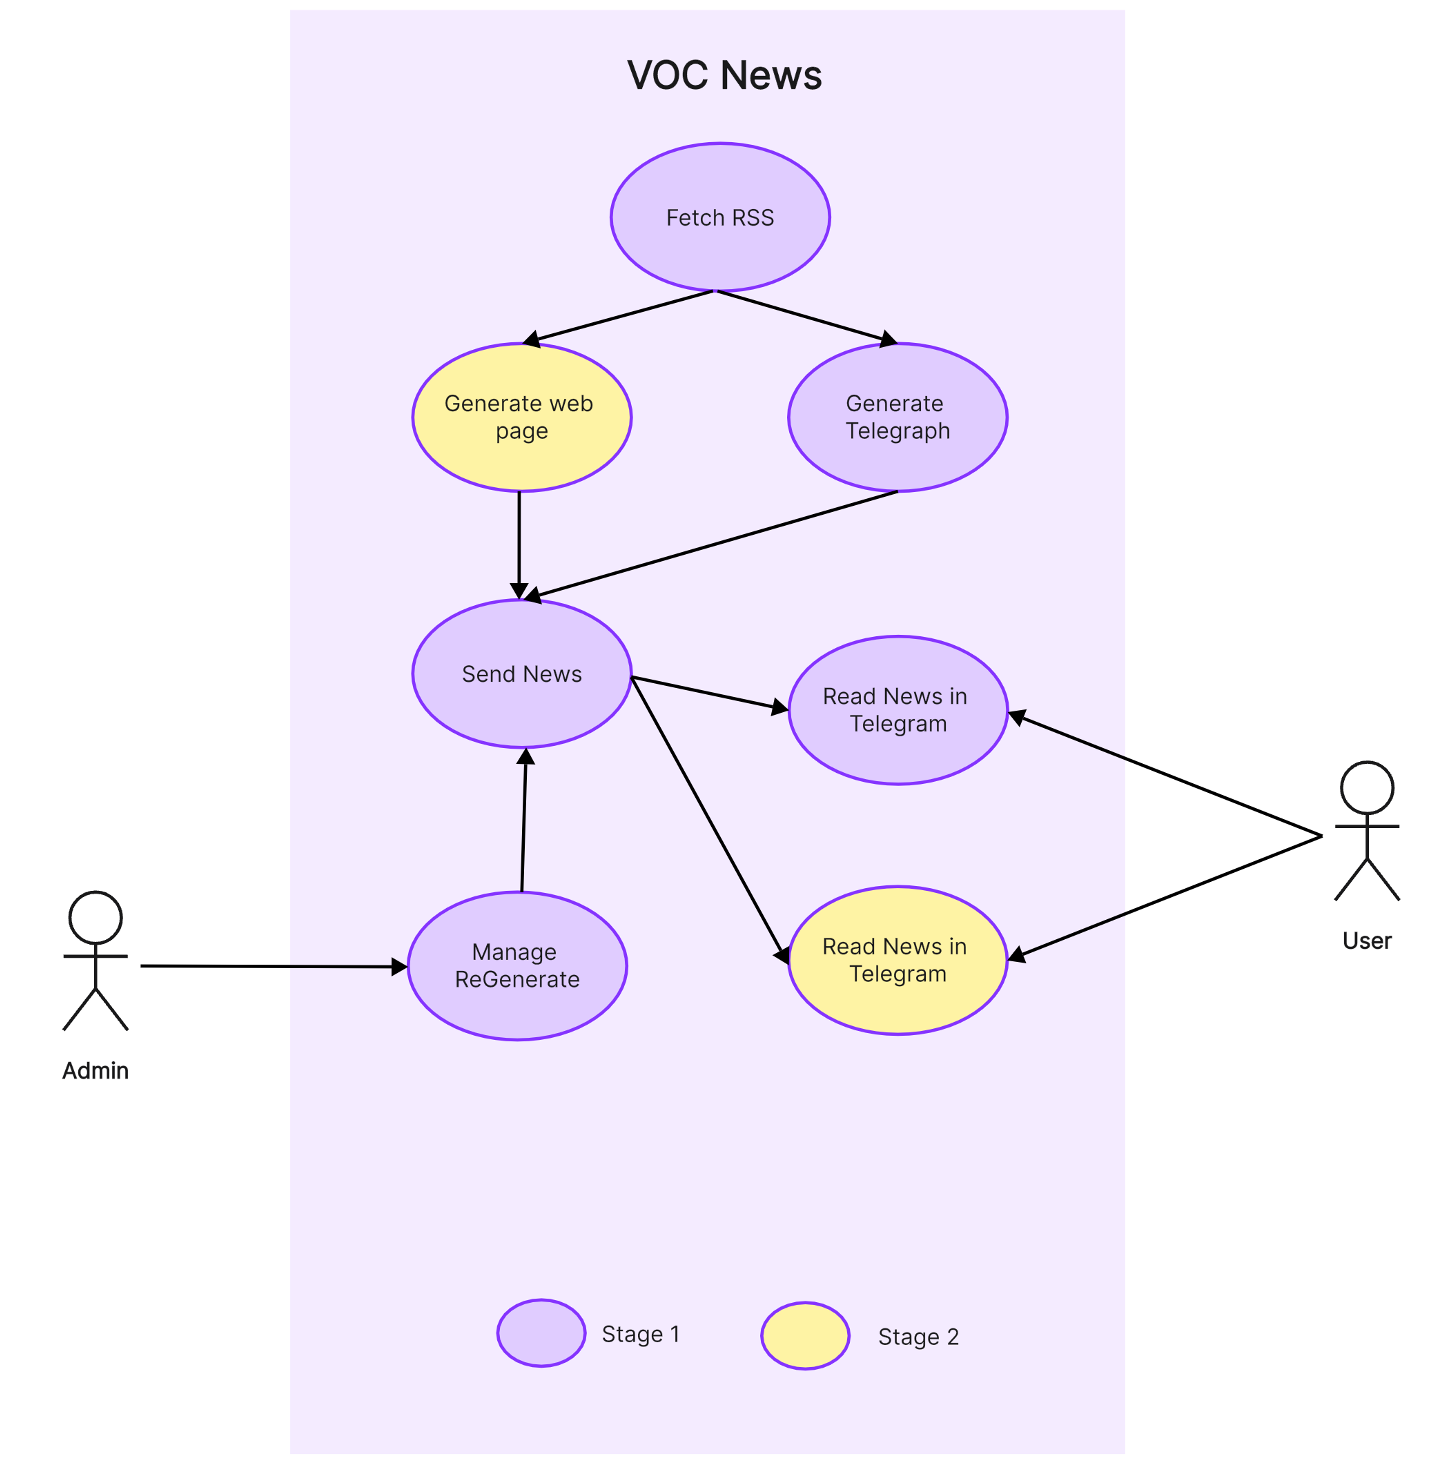 VOC News
Fetch RSS
Generate web
page
Generate
Telegraph
Send News
Read News in
Telegram
User
Manage
ReGenerate
Read News in
Telegram
Admin
Stage 1
Stage 2